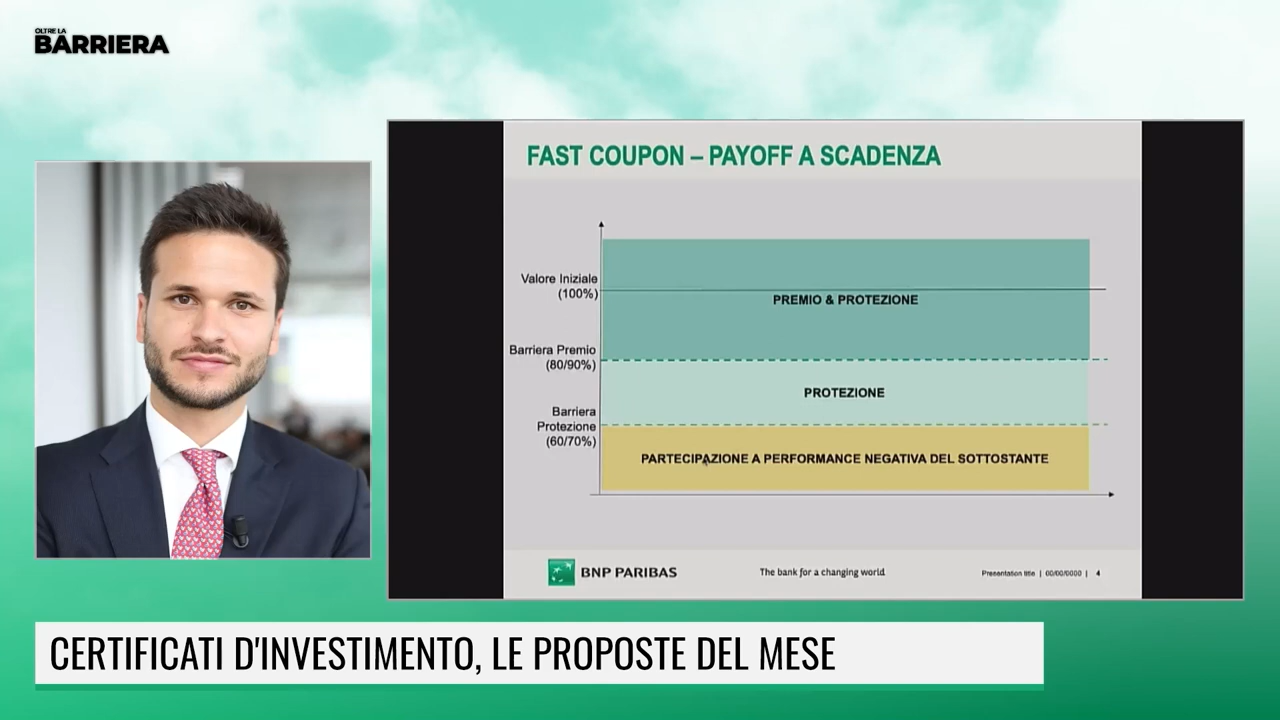 OLTRE LA
BARRIERA
FAST COUPON – PAYOFF A SCADENZA
Valore Iniziale
(100%)
PREMIO & PROTEZIONE
Barriera Premio
(80/90%)
PROTEZIONE
Barriera
Protezione
(60/70%)
PARTECIPAZIONE A PERFORMANCE NEGATIVA DEL SOTTOSTANTE
BNP PARIBAS
The bank for a changing world
Presentation title | 00/00/0000 | 4
CERTIFICATI D'INVESTIMENTO, LE PROPOSTE DEL MESE